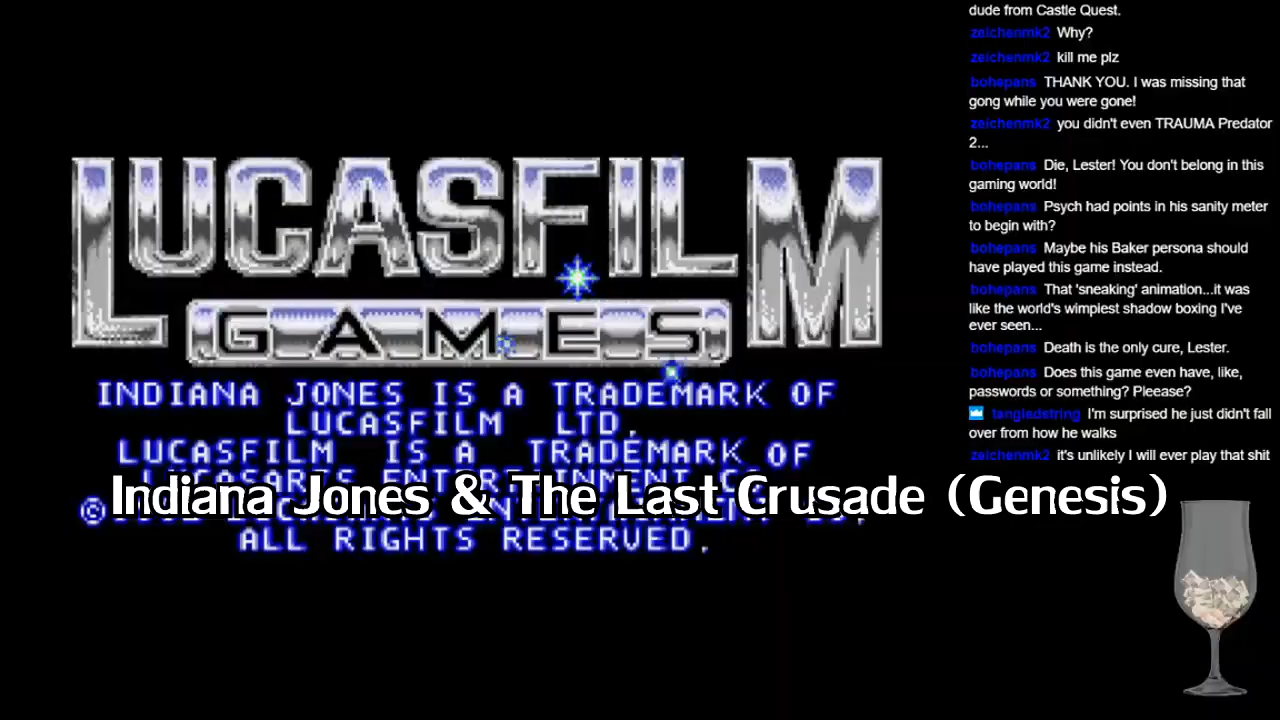 LUCASFILM
GAMES
INDIANA JONES IS A TRADEMARK OF
LUCASFILM LTD.
LUCASFILM IS A TRADEMARK OF
LUCASARTS ENTERTAINMENT CO.
Indiana Jones & The Last Crusade (Genesis)
ALL RIGHTS RESERVED.
dude from Castle Quest.
zeichenmk2 Why?
zeichenmk2 kill me plz
bohepans THANK YOU. I was missing that
gong while you were gone!
zeichenmk2 you didn't even TRAUMA Predator
2...
bohepans Die, Lester! You don't belong in this
gaming world!
bohepans Psych had points in his sanity meter
to begin with?
bohepans Maybe his Baker persona should
have played this game instead.
bohepans That 'sneaking' animation...it was
like the world's wimpiest shadow boxing I've
ever seen...
bohepans Death is the only cure, Lester.
bohepans Does this game even have, like,
passwords or something? Pleease?
tangledstring I'm surprised he just didn't fall
over from how he walks
zeichenmk2 it's unlikely I will ever play that shit